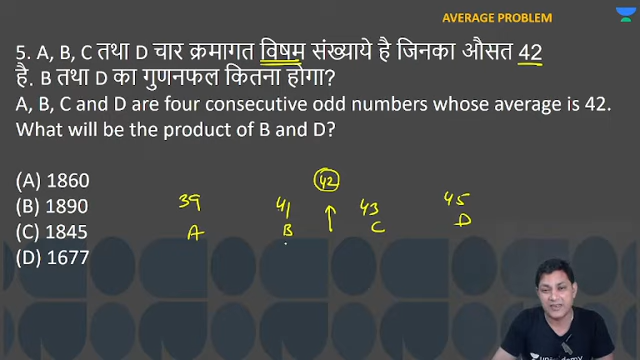 AVERAGE PROBLEM
5. A, B, C तथा D चार क्रमागत विषम संख्याये है जिनका औसत 42
है. B तथा D का गुणनफल कितना होगा?
A, B, C and D are four consecutive odd numbers whose average is 42.
What will be the product of B and D?
(A) 1860
(B) 1890
(C) 1845
(D) 1677
42
39 41 43 45
A B C D